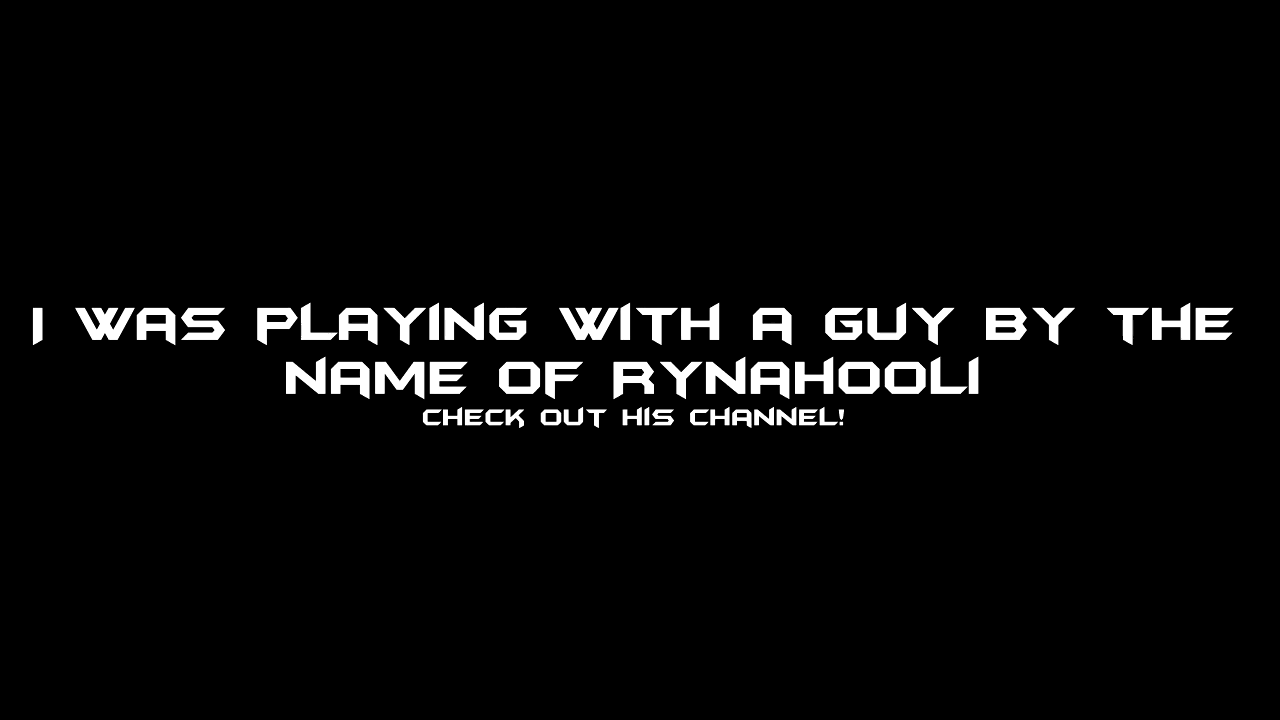 I WAS PLAYING WITH A GUY BY THE
NAME OF RYNAHOOLI
CHECK OUT HIS CHANNEL!